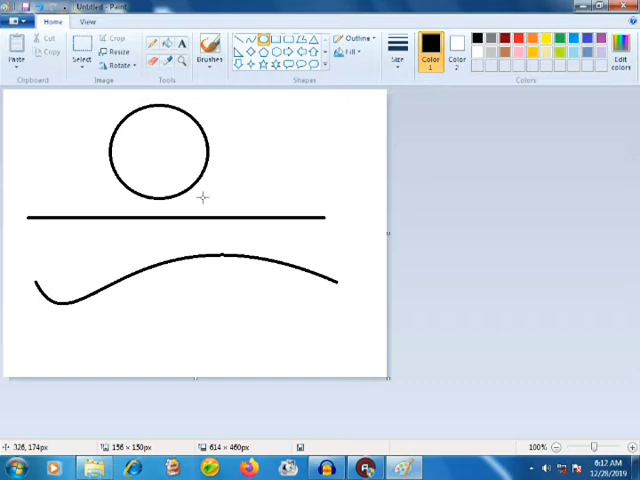 Untitled - Paint
Home View
Paste
Cut
Copy
Clipboard
Select
Crop
Resize
Rotate
Image
Tools
Brushes
Shapes
Outline
Fill
Size
Color 1
Color 2
Edit colors
Colors
326, 174px
156 × 150px
614 × 460px
100%
6:12 AM
12/28/2019